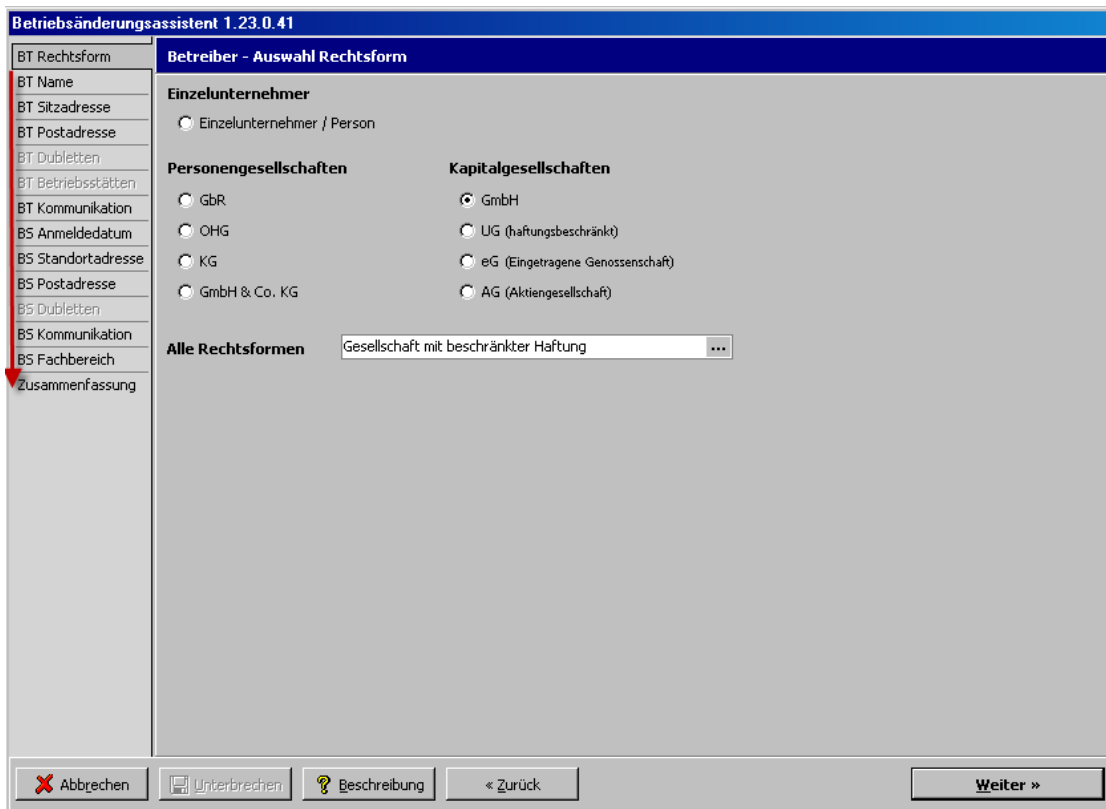 Betriebsänderungsassistent 1.23.0.41
BT Rechtsform
BT Name
BT Sitzadresse
BT Postadresse
BT Dubletten
BT Betriebsstätten
BT Kommunikation
BS Anmeldedatum
BS Standortadresse
BS Postadresse
BS Dubletten
BS Kommunikation
BS Fachbereich
Zusammenfassung
Betreiber - Auswahl Rechtsform
Einzelunternehmer
Einzelunternehmer / Person
Personengesellschaften
GbR
OHG
KG
GmbH & Co. KG
Kapitalgesellschaften
GmbH
UG (haftungsbeschränkt)
eG (Eingetragene Genossenschaft)
AG (Aktiengesellschaft)
Alle Rechtsformen Gesellschaft mit beschränkter Haftung ...
Abbrechen Unterbrechen Beschreibung « Zurück Weiter »